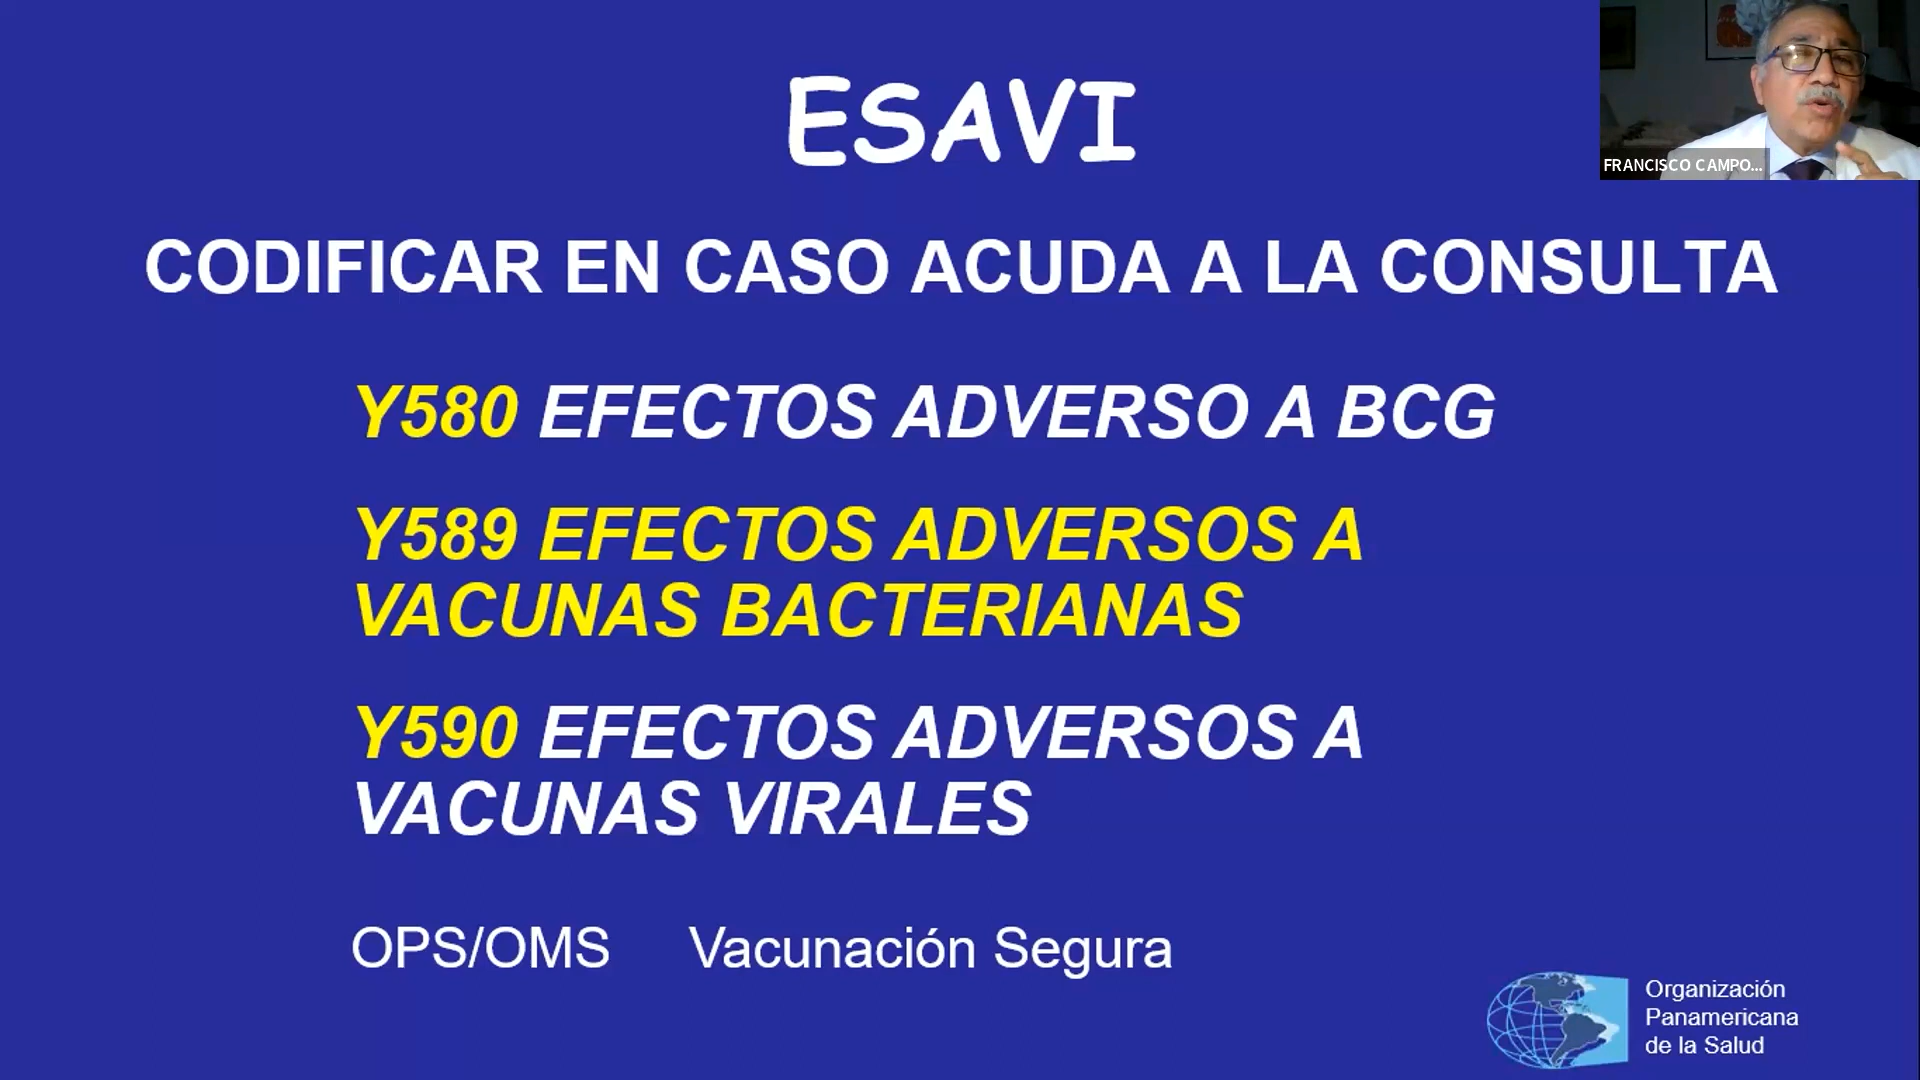 ESAVI
FRANCISCO CAMPO...
CODIFICAR EN CASO ACUDA A LA CONSULTA
Y580 EFECTOS ADVERSO A BCG
Y589 EFECTOS ADVERSOS A
VACUNAS BACTERIANAS
Y590 EFECTOS ADVERSOS A
VACUNAS VIRALES
OPS/OMS Vacunación Segura
Organización
Panamericana
de la Salud